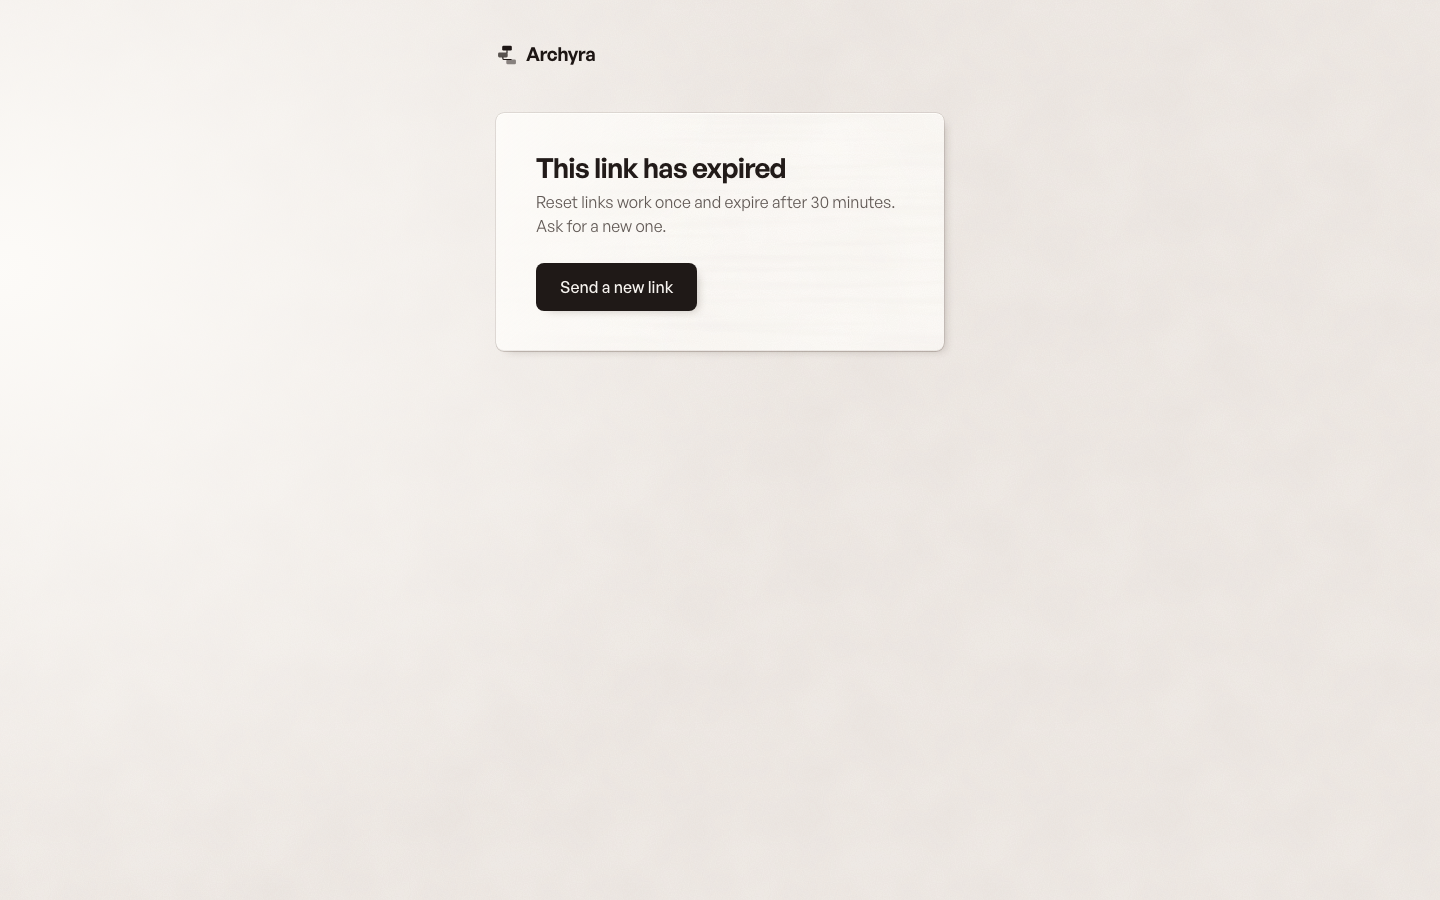 Archyra
This link has expired
Reset links work once and expire after 30 minutes.
Ask for a new one.
Send a new link